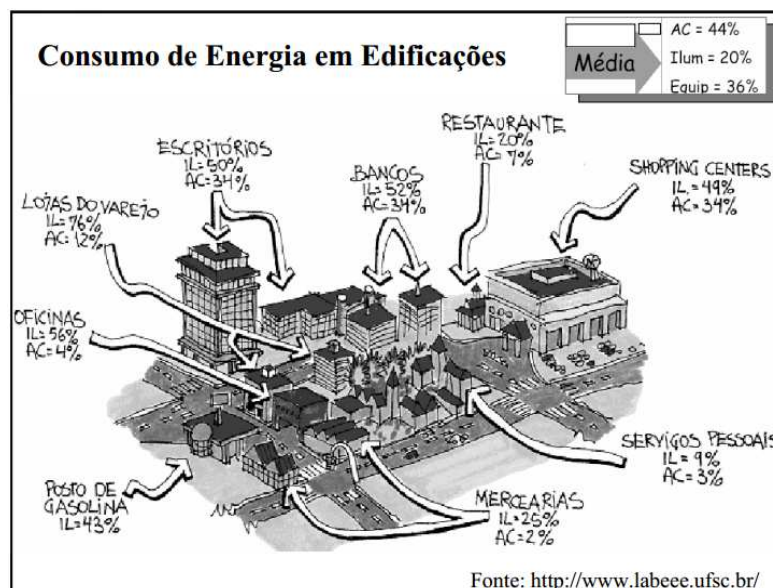 Consumo de Energia em Edificações
Média
AC = 44%
Ilum = 20%
Equip = 36%
ESCRITÓRIOS
IL=50%
AC=34%
LOJAS DO VAREJO
IL=76%
AC=12%
OFICINAS
IL=56%
AC=4%
BANCOS
IL=52%
AC=34%
RESTAURANTE
IL=20%
AC=7%
SHOPPING CENTERS
IL.=49%
AC=34%
SERVIÇOS PESSOAIS
IL=9%
AC=3%
MERCEARIAS
IL=25%
AC=2%
POSTO DE
GASOLINA
IL=43%
Fonte: http://www.labeee.ufsc.br/